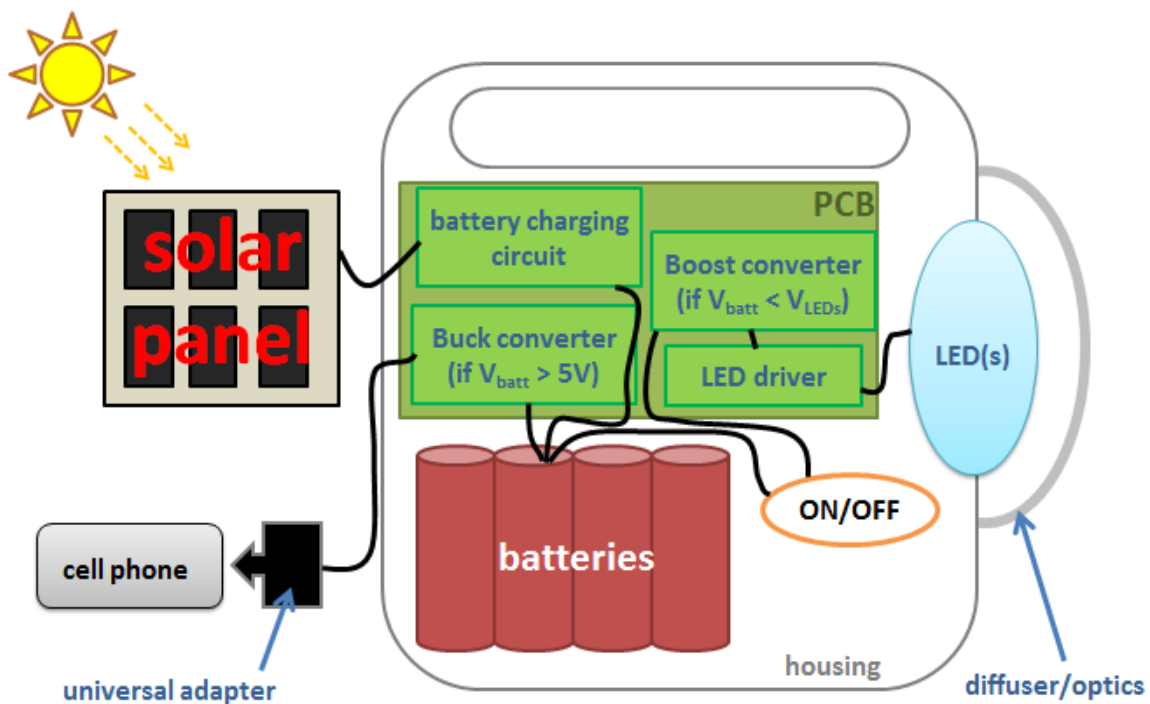 solar
panel
battery charging
circuit
PCB
Boost converter
(if Vbatt < VLEDs)
Buck converter
(if Vbatt > 5V)
LED driver
LED(s)
ON/OFF
batteries
cell phone
universal adapter
housing
diffuser/optics